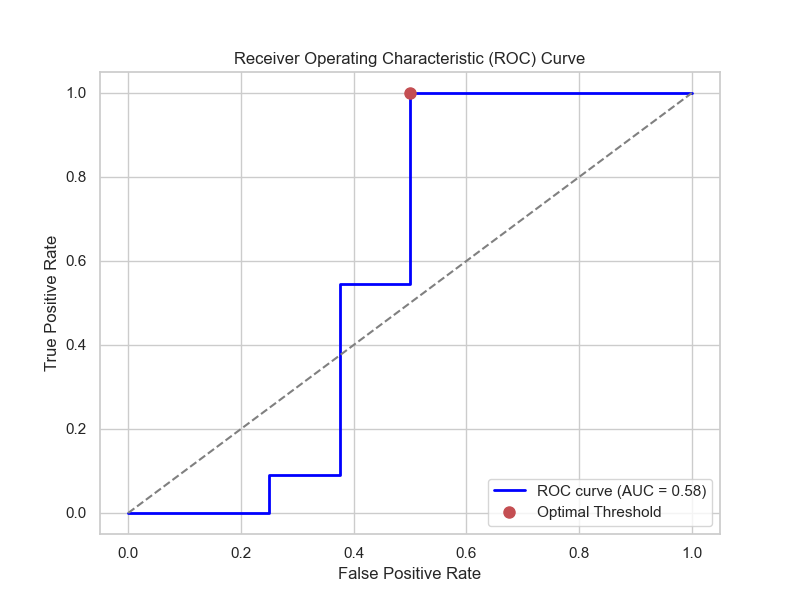 Receiver Operating Characteristic (ROC) Curve
True Positive Rate
1.0
0.8
0.6
0.4
0.2
0.0
ROC curve (AUC = 0.58)
Optimal Threshold
0.0 0.2 0.4 0.6 0.8 1.0
False Positive Rate